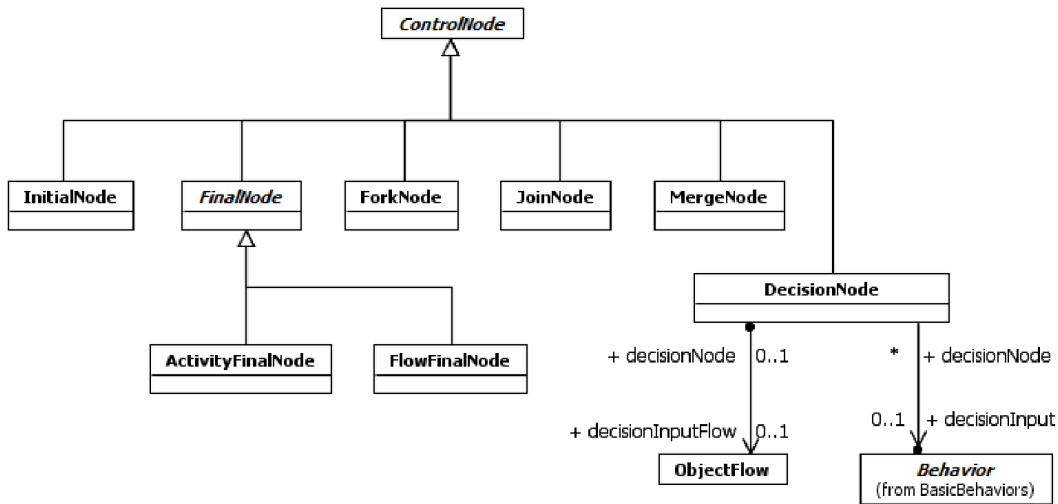 ControlNode
InitialNode
FinalNode
ForkNode
JoinNode
MergeNode
DecisionNode
ActivityFinalNode
FlowFinalNode
+ decisionNode
0..1
*
+ decisionNode
+ decisionInputFlow
0..1
0..1
+ decisionInput
ObjectFlow
Behavior
(from BasicBehaviors)